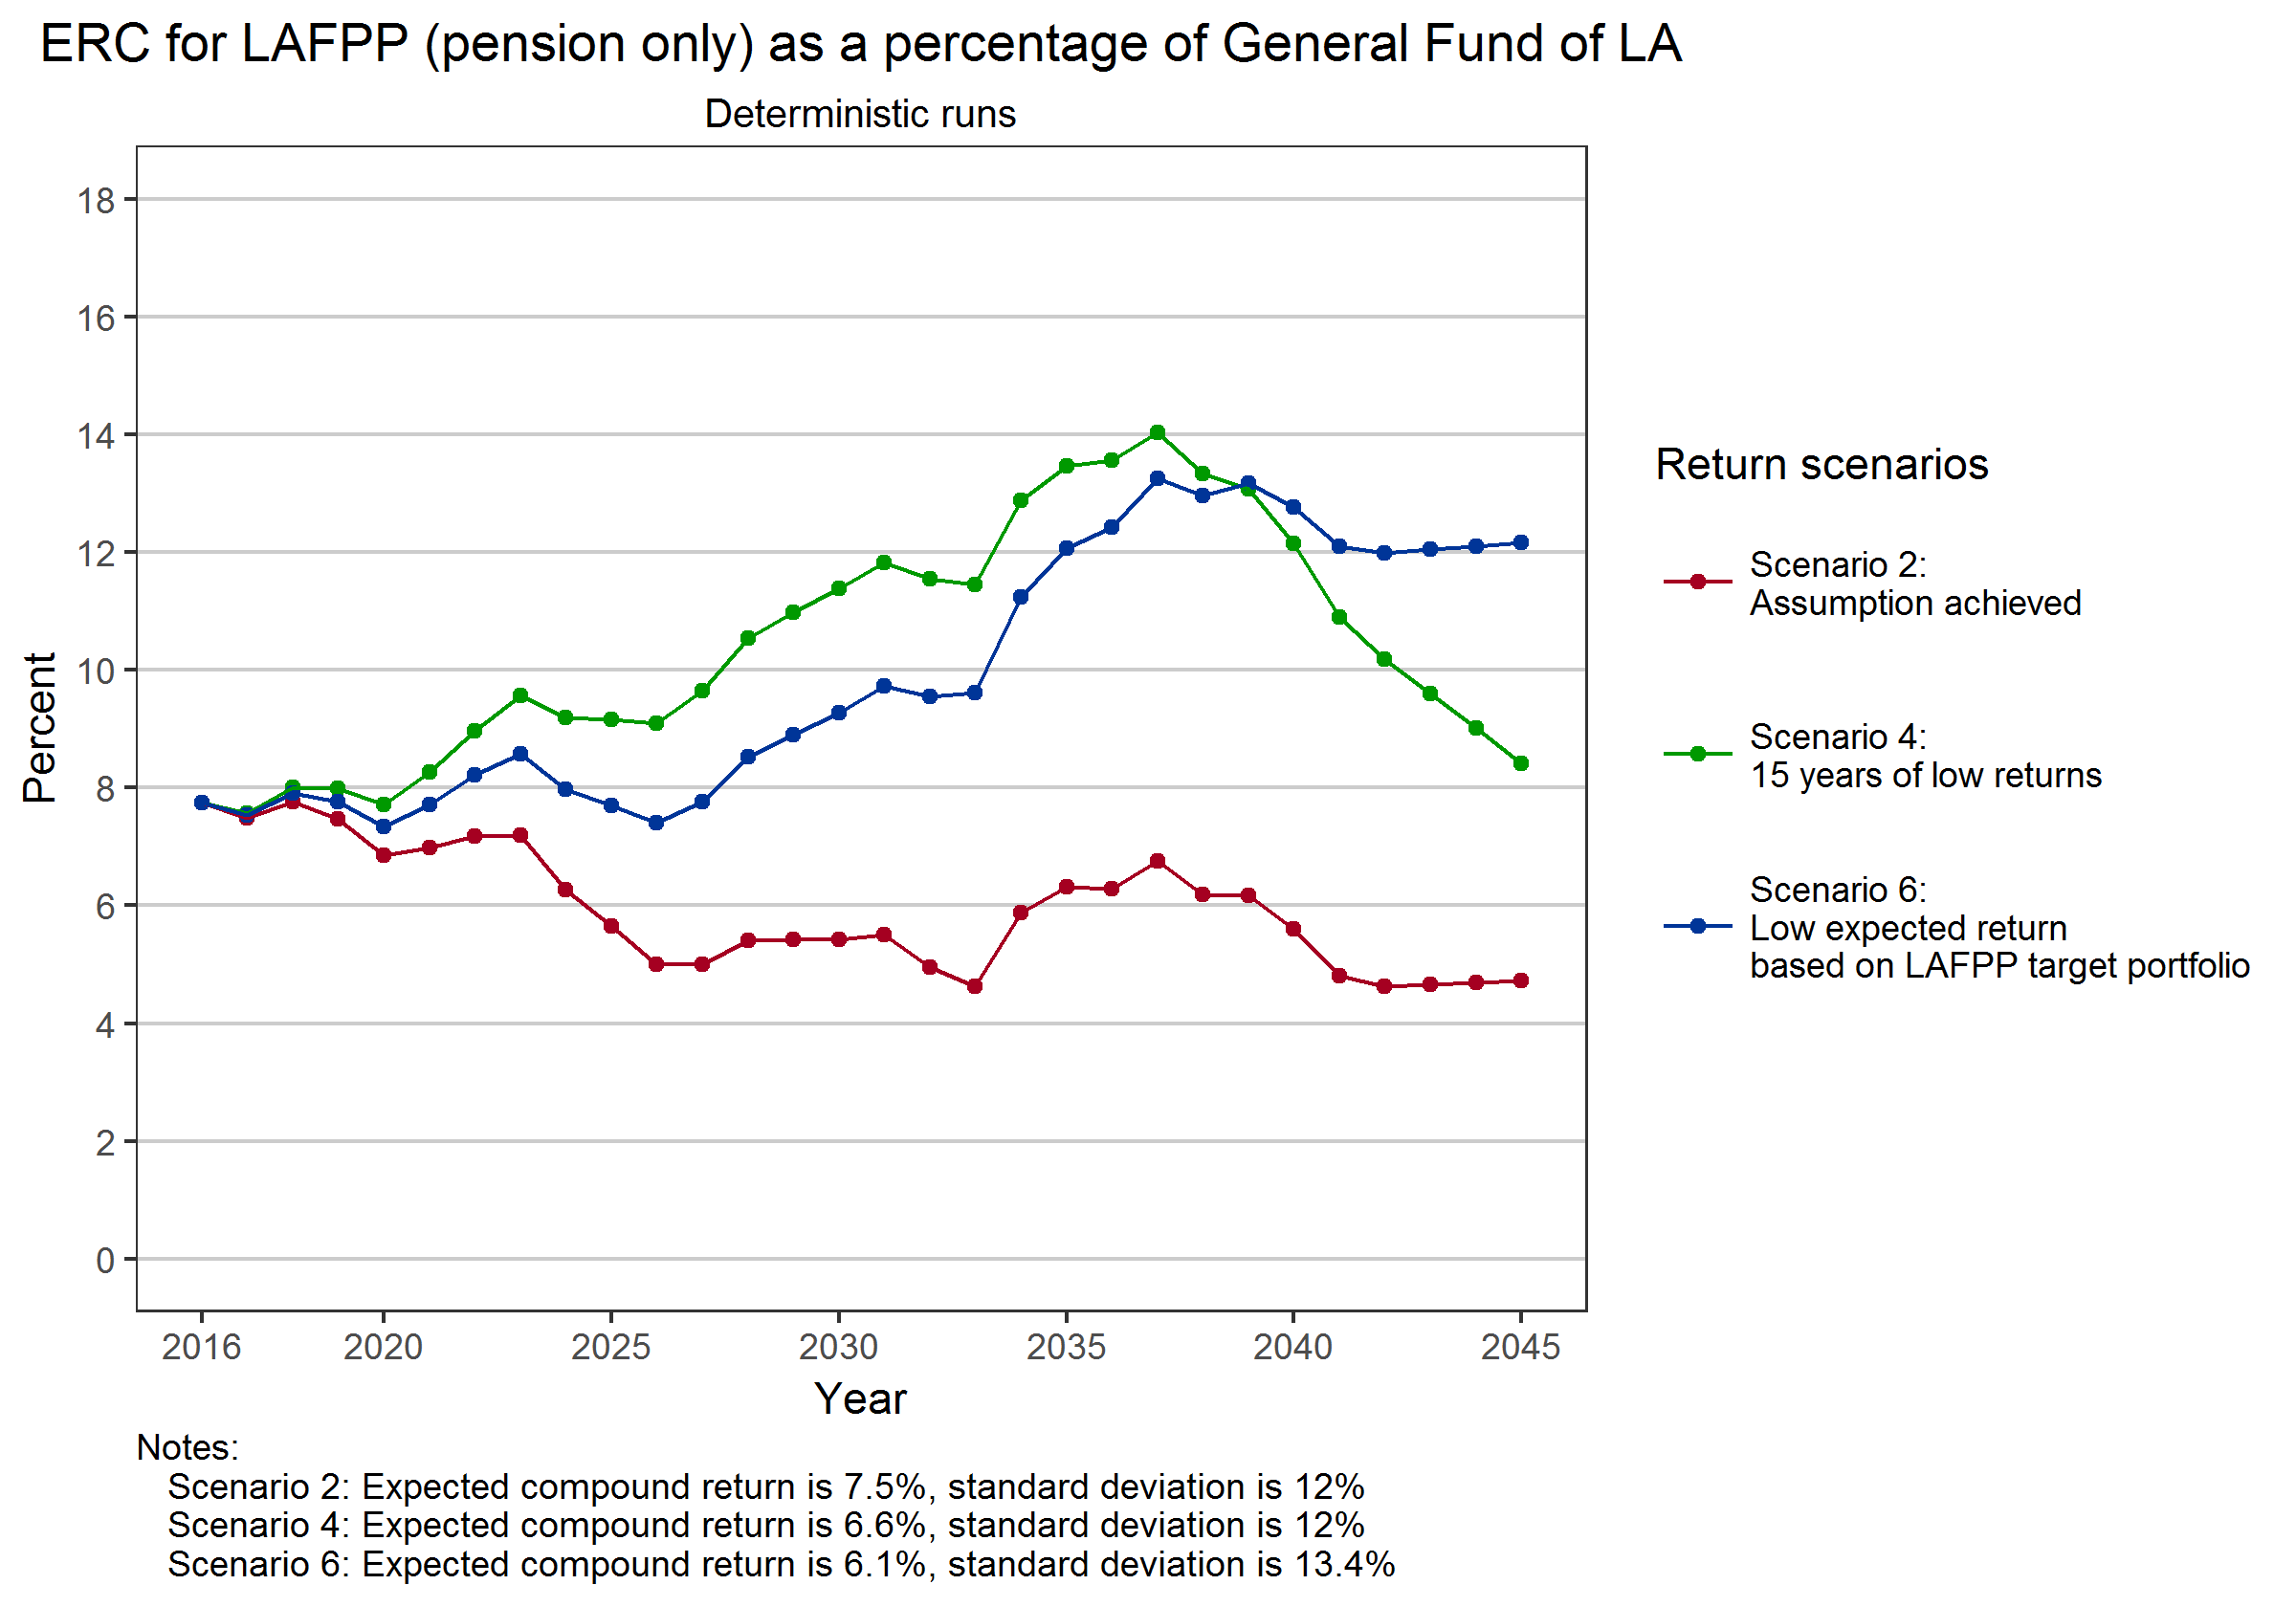 ERC for LAFPP (pension only) as a percentage of General Fund of LA
Deterministic runs
18
16
14
12
10
8
6
4
2
0
Percent
2016 2020 2025 2030 2035 2040 2045
Year
Return scenarios
Scenario 2:
Assumption achieved
Scenario 4:
15 years of low returns
Scenario 6:
Low expected return
based on LAFPP target portfolio
Notes:
Scenario 2: Expected compound return is 7.5%, standard deviation is 12%
Scenario 4: Expected compound return is 6.6%, standard deviation is 12%
Scenario 6: Expected compound return is 6.1%, standard deviation is 13.4%